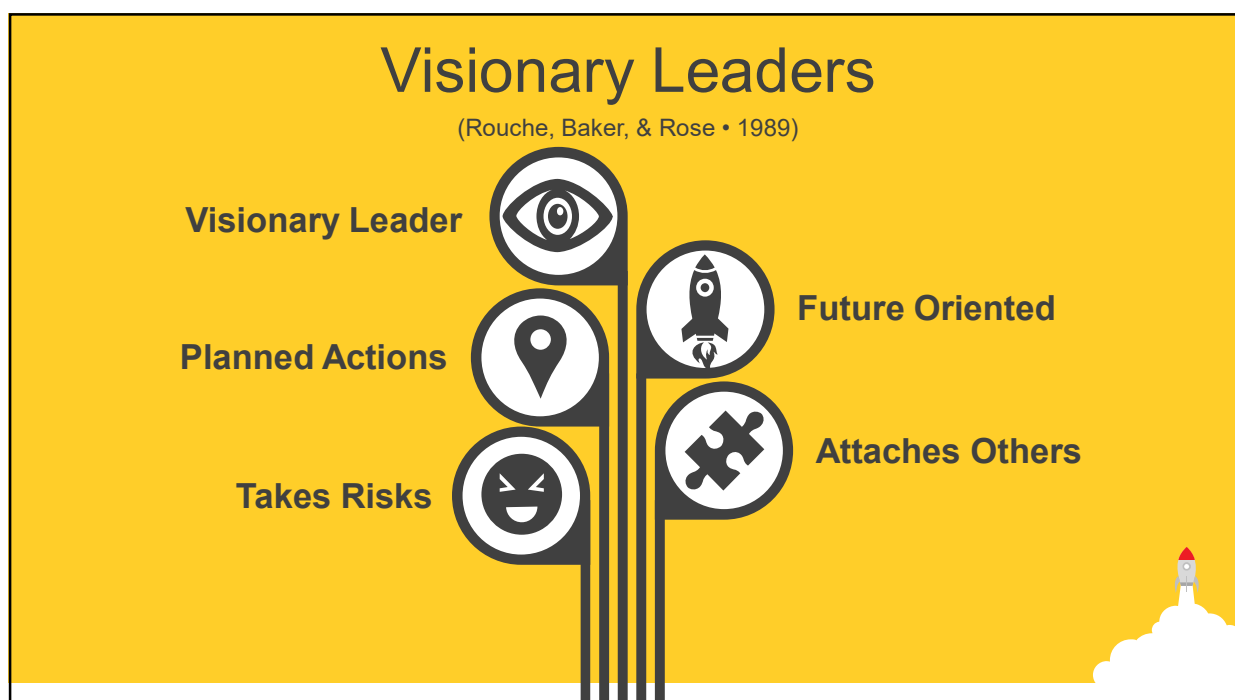 Visionary Leaders
(Rouche, Baker, & Rose • 1989)
Visionary Leader
Future Oriented
Planned Actions
Attaches Others
Takes Risks